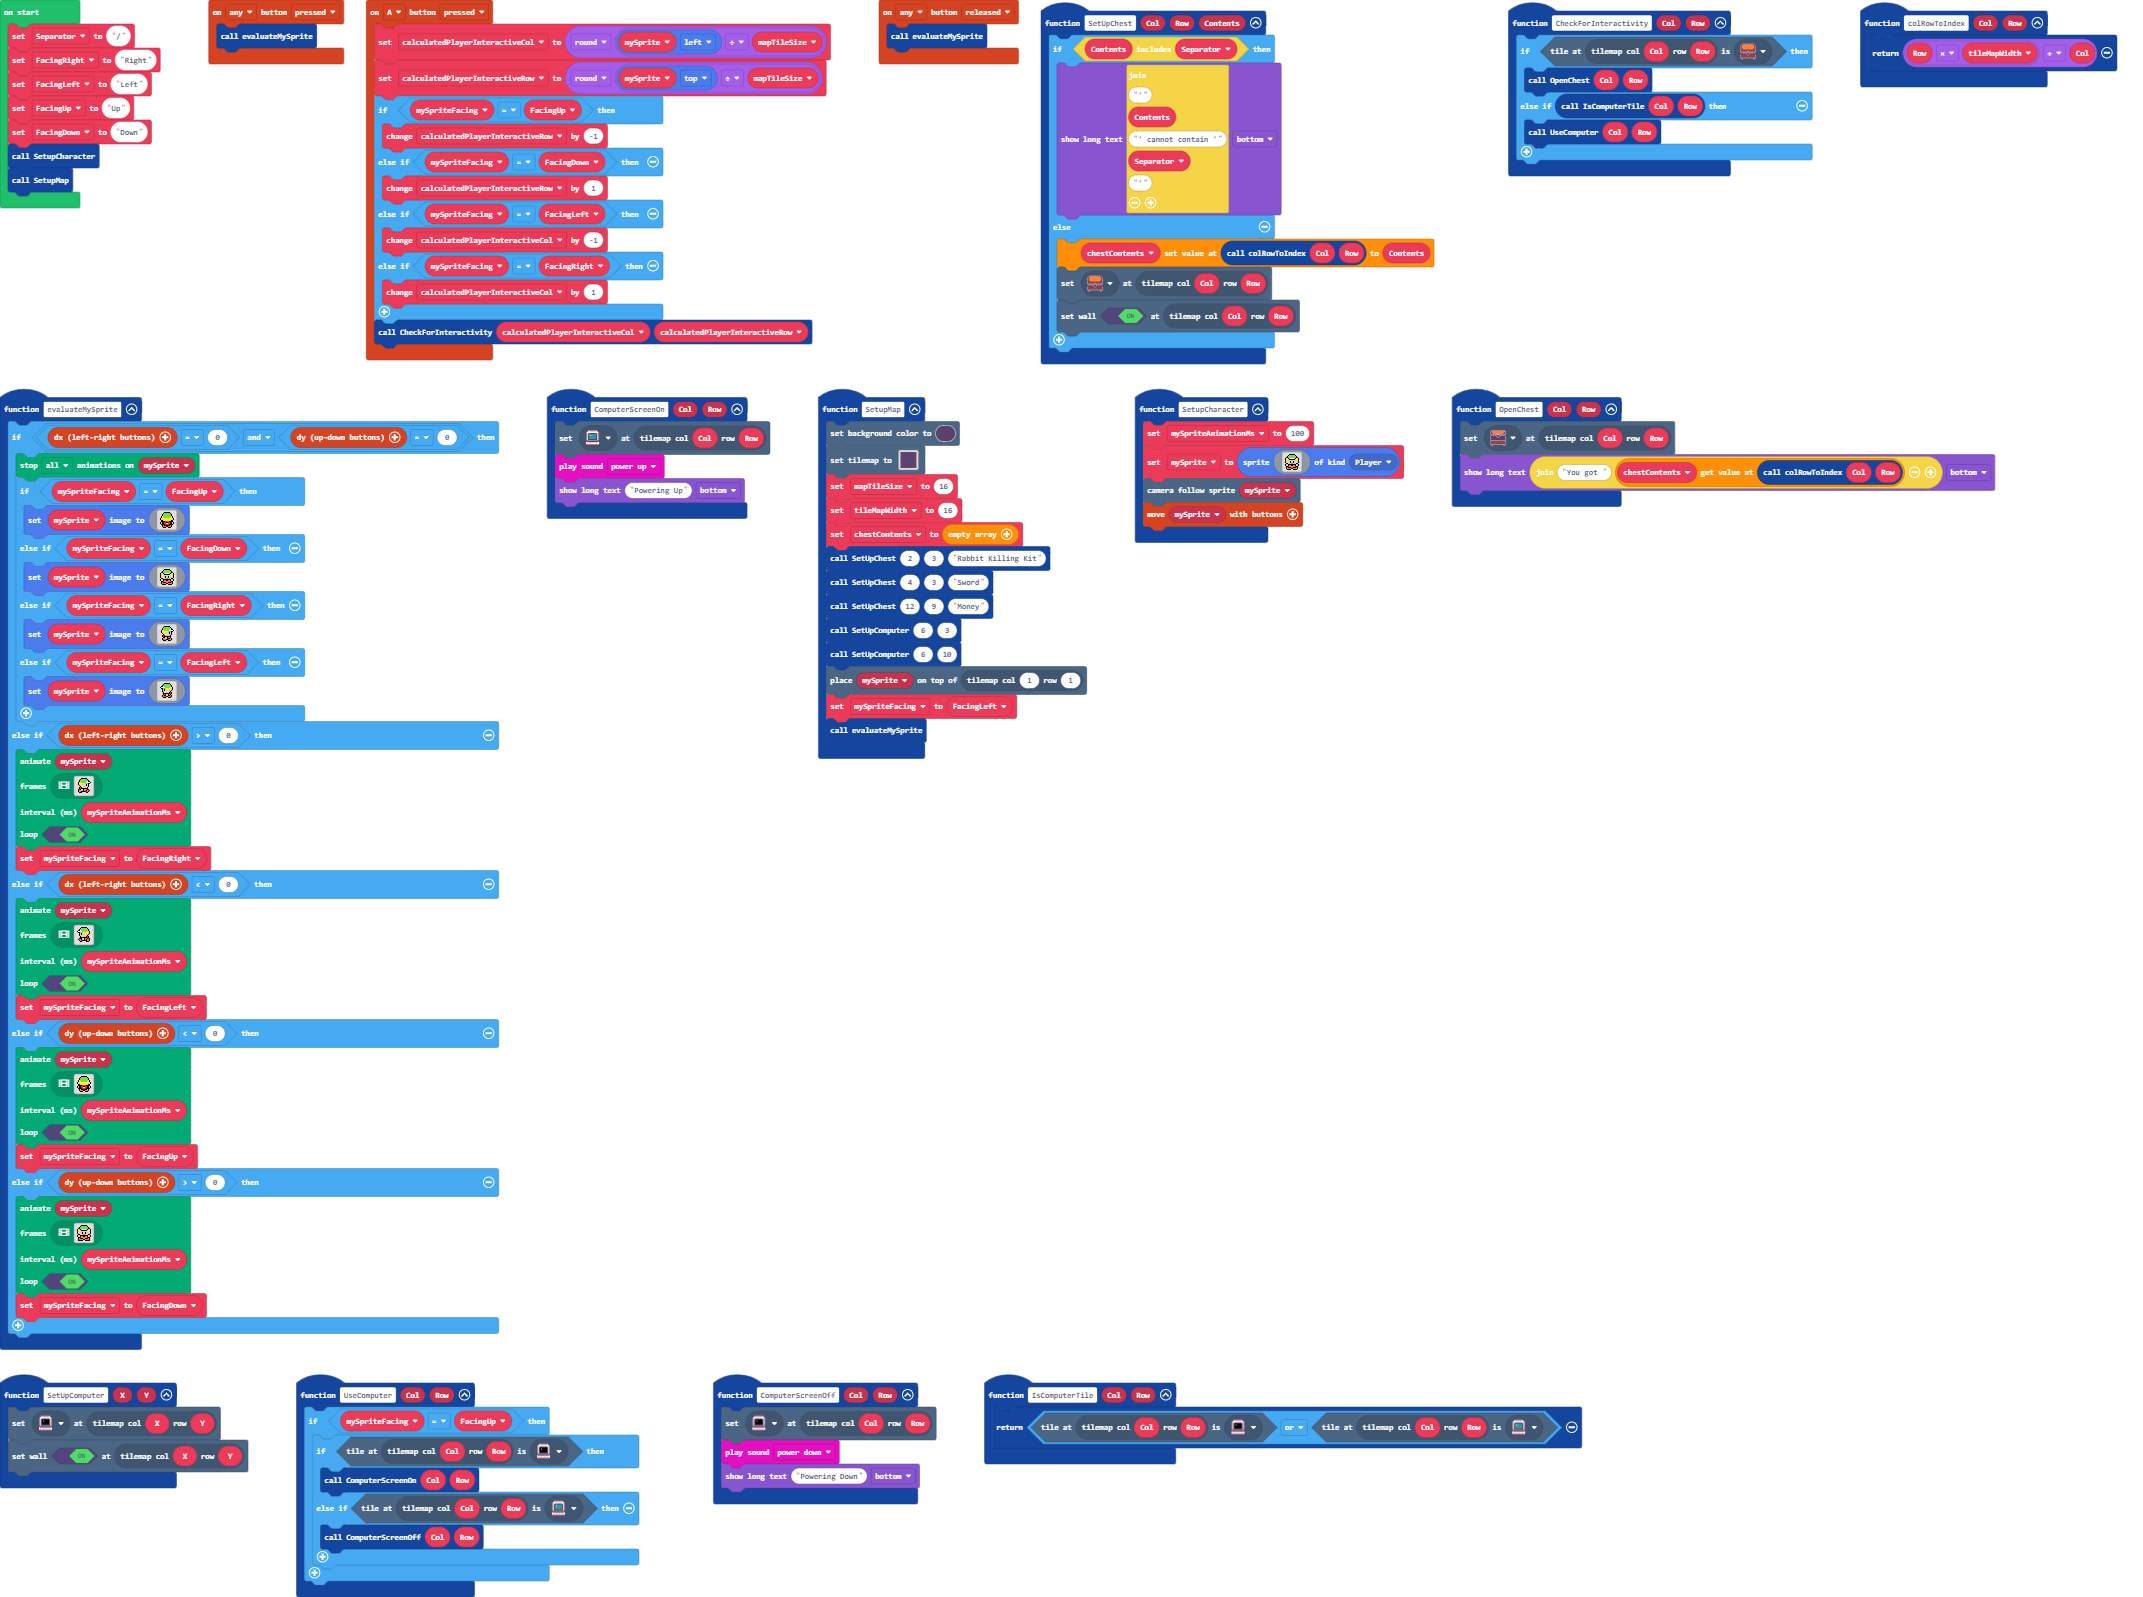 on start
set Separator to "/"
set FacingRight to "Right"
set FacingLeft to "Left"
set FacingUp to "Up"
set FacingDown to "Down"
call SetupCharacter
call SetupMap
on any button pressed
call evaluateMySprite
on A button pressed
set calculatedPlayerInteractiveCol to round mySprite left ÷ mapTileSize
set calculatedPlayerInteractiveRow to round mySprite top ÷ mapTileSize
if mySpriteFacing = FacingUp then
change calculatedPlayerInteractiveRow by -1
else if mySpriteFacing = FacingDown then
change calculatedPlayerInteractiveRow by 1
else if mySpriteFacing = FacingLeft then
change calculatedPlayerInteractiveCol by -1
else if mySpriteFacing = FacingRight then
change calculatedPlayerInteractiveCol by 1
call CheckForInteractivity calculatedPlayerInteractiveCol calculatedPlayerInteractiveRow
on any button released
call evaluateMySprite
function SetUpChest Col Row Contents
if Contents includes Separator then
join
"'"
Contents
show long text "' cannot contain '" bottom
Separator
"'"
else
chestContents set value at call colRowToIndex Col Row to Contents
set at tilemap col Col row Row
set wall ON at tilemap col Col row Row
function CheckForInteractivity Col Row
if tile at tilemap col Col row Row is then
call OpenChest Col Row
else if call IsComputerTile Col Row then
call UseComputer Col Row
function colRowToIndex Col Row
return Row × tileMapWidth + Col
function evaluateMySprite
if dx (left-right buttons) = 0 and dy (up-down buttons) = 0 then
stop all animations on mySprite
if mySpriteFacing = FacingUp then
set mySprite image to
else if mySpriteFacing = FacingDown then
set mySprite image to
else if mySpriteFacing = FacingRight then
set mySprite image to
else if mySpriteFacing = FacingLeft then
set mySprite image to
else if dx (left-right buttons) > 0 then
animate mySprite
frames
interval (ms) mySpriteAnimationMs
loop ON
set mySpriteFacing to FacingRight
else if dx (left-right buttons) < 0 then
animate mySprite
frames
interval (ms) mySpriteAnimationMs
loop ON
set mySpriteFacing to FacingLeft
else if dy (up-down buttons) < 0 then
animate mySprite
frames
interval (ms) mySpriteAnimationMs
loop ON
set mySpriteFacing to FacingUp
else if dy (up-down buttons) > 0 then
animate mySprite
frames
interval (ms) mySpriteAnimationMs
loop ON
set mySpriteFacing to FacingDown
function ComputerScreenOn Col Row
set at tilemap col Col row Row
play sound power up
show long text "Powering Up" bottom
function SetupMap
set background color to
set tilemap to
set mapTileSize to 16
set tileMapWidth to 16
set chestContents to empty array
call SetUpChest 2 3 "Rabbit Killing Kit"
call SetUpChest 4 3 "Sword"
call SetUpChest 12 9 "Money"
call SetUpComputer 6 3
call SetUpComputer 6 10
place mySprite on top of tilemap col 1 row 1
set mySpriteFacing to FacingLeft
call evaluateMySprite
function SetupCharacter
set mySpriteAnimationMs to 100
set mySprite to sprite of kind Player
camera follow sprite mySprite
move mySprite with buttons
function OpenChest Col Row
set at tilemap col Col row Row
show long text join "You got " chestContents get value at call colRowToIndex Col Row bottom
function SetUpComputer X Y
set at tilemap col X row Y
set wall ON at tilemap col X row Y
function UseComputer Col Row
if mySpriteFacing = FacingUp then
if tile at tilemap col Col row Row is then
call ComputerScreenOn Col Row
else if tile at tilemap col Col row Row is then
call ComputerScreenOff Col Row
function ComputerScreenOff Col Row
set at tilemap col Col row Row
play sound power down
show long text "Powering Down" bottom
function IsComputerTile Col Row
return tile at tilemap col Col row Row is or tile at tilemap col Col row Row is